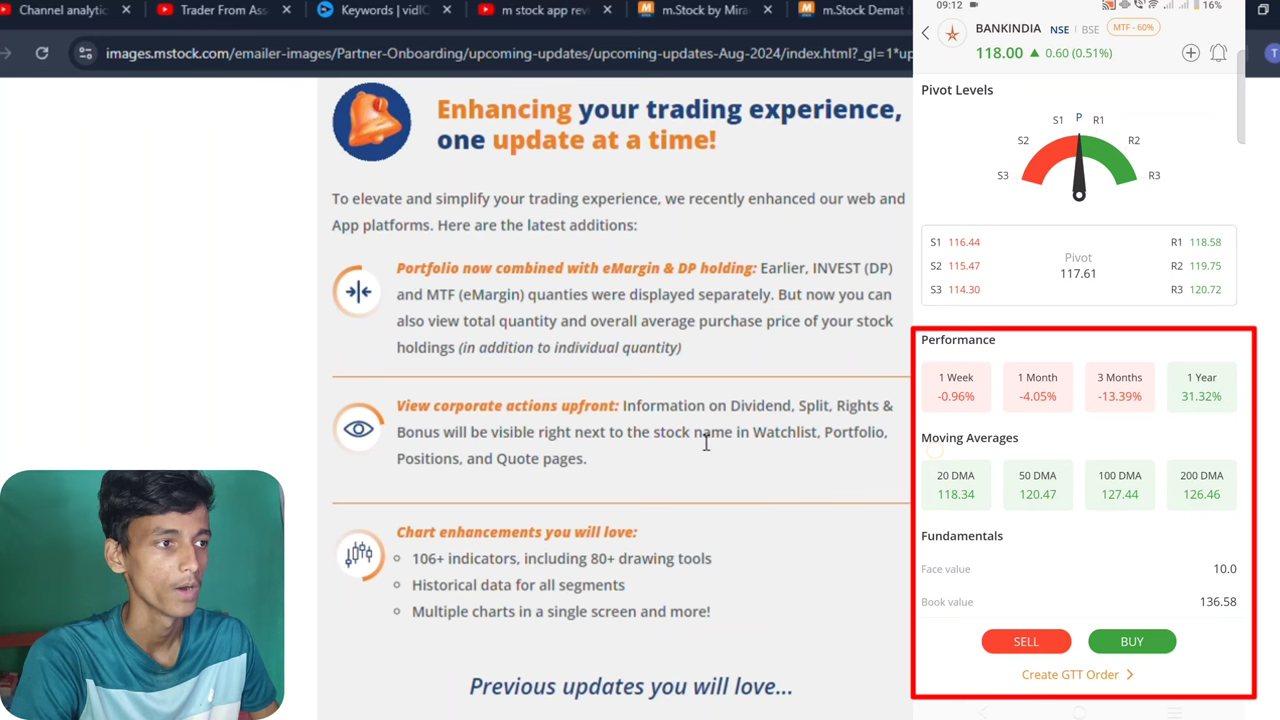 Channel analytic
Trader From Ass
Keywords | vidIC
m stock app rev
m.Stock by Mira
m.Stock Demat
images.mstock.com/emailer-images/Partner-Onboarding/upcoming-updates/upcoming-updates-Aug-2024/index.html?_gl=1*up
Enhancing your trading experience,
one update at a time!
To elevate and simplify your trading experience, we recently enhanced our web and
App platforms. Here are the latest additions:
Portfolio now combined with eMargin & DP holding: Earlier, INVEST (DP)
and MTF (eMargin) quanties were displayed separately. But now you can
also view total quantity and overall average purchase price of your stock
holdings (in addition to individual quantity)
View corporate actions upfront: Information on Dividend, Split, Rights &
Bonus will be visible right next to the stock name in Watchlist, Portfolio,
Positions, and Quote pages.
Chart enhancements you will love:
106+ indicators, including 80+ drawing tools
Historical data for all segments
Multiple charts in a single screen and more!
Previous updates you will love...
09:12
16%
BANKINDIA NSE BSE MTF - 60%
118.00 ▲ 0.60 (0.51%)
Pivot Levels
S1 P R1
S2 R2
S3 R3
S1 116.44
S2 115.47
S3 114.30
Pivot
117.61
R1 118.58
R2 119.75
R3 120.72
Performance
1 Week 1 Month 3 Months 1 Year
-0.96% -4.05% -13.39% 31.32%
Moving Averages
20 DMA 50 DMA 100 DMA 200 DMA
118.34 120.47 127.44 126.46
Fundamentals
Face value 10.0
Book value 136.58
SELL BUY
Create GTT Order
T